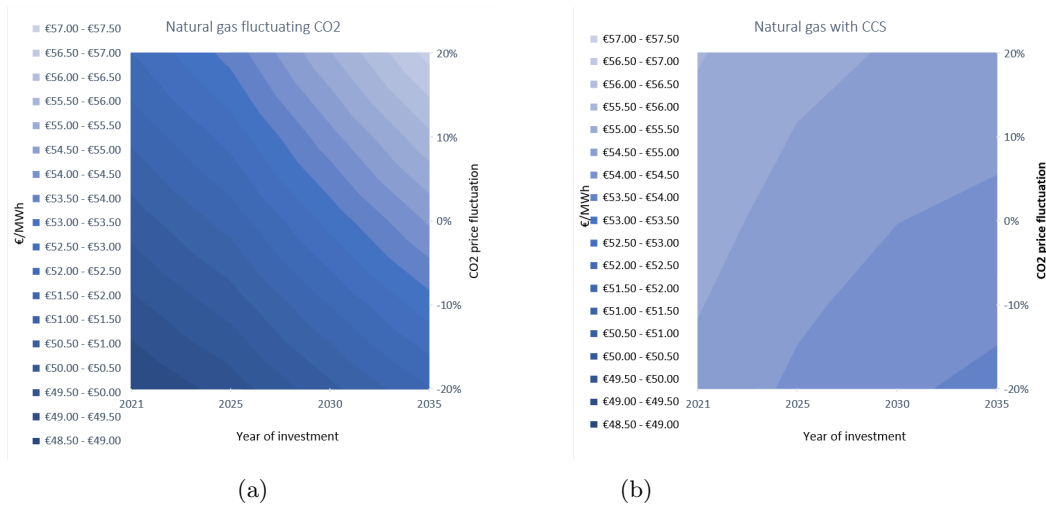 Natural gas fluctuating CO2
€57.00 - €57.50
€56.50 - €57.00
€56.00 - €56.50
€55.50 - €56.00
€55.00 - €55.50
€54.50 - €55.00
€54.00 - €54.50
€53.50 - €54.00
€53.00 - €53.50
€52.50 - €53.00
€52.00 - €52.50
€51.50 - €52.00
€51.00 - €51.50
€50.50 - €51.00
€50.00 - €50.50
€49.50 - €50.00
€49.00 - €49.50
€48.50 - €49.00
€/MWh
20%
10%
0%
-10%
-20%
CO2 price fluctuation
2021 2025 2030 2035
Year of investment
(a)
Natural gas with CCS
€57.00 - €57.50
€56.50 - €57.00
€56.00 - €56.50
€55.50 - €56.00
€55.00 - €55.50
€54.50 - €55.00
€54.00 - €54.50
€53.50 - €54.00
€53.00 - €53.50
€52.50 - €53.00
€52.00 - €52.50
€51.50 - €52.00
€51.00 - €51.50
€50.50 - €51.00
€50.00 - €50.50
€49.50 - €50.00
€49.00 - €49.50
€48.50 - €49.00
€/MWh
20%
10%
0%
-10%
-20%
CO2 price fluctuation
2021 2025 2030 2035
Year of investment
(b)